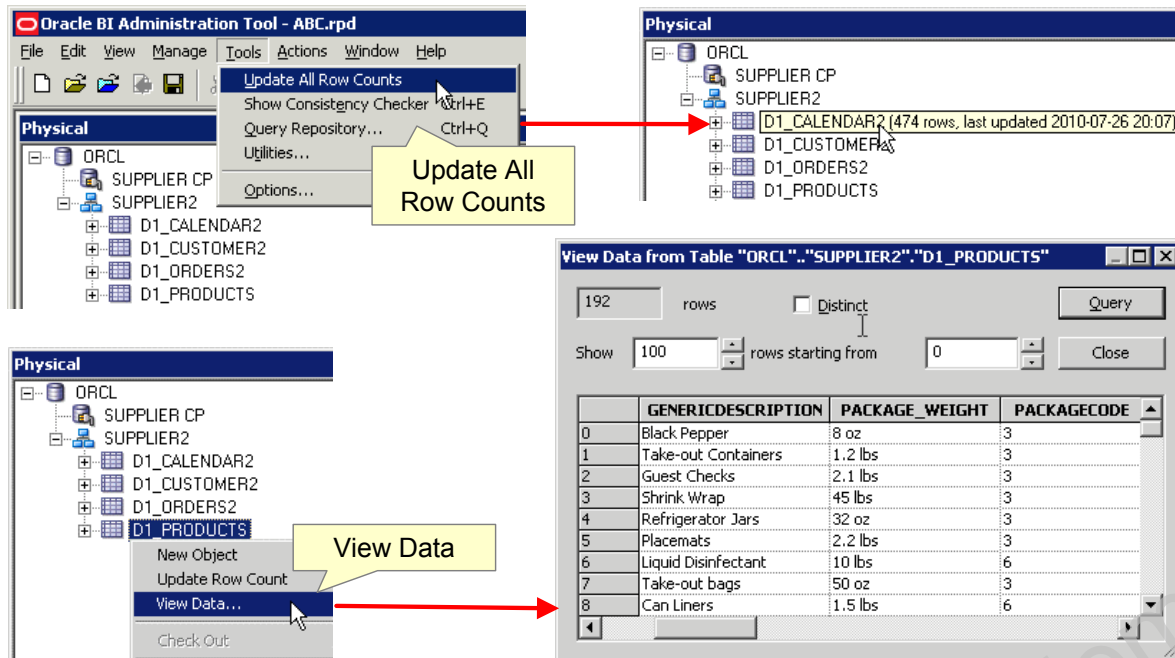 Oracle BI Administration Tool - ABC.rpd
File Edit View Manage Tools Actions Window Help
Update All Row Counts
Show Consistency Checker Ctrl+E
Query Repository... Ctrl+Q
Utilities...
Options...
Update All
Row Counts
Physical
ORCL
SUPPLIER CP
SUPPLIER2
D1_CALENDAR2
D1_CUSTOMER2
D1_ORDERS2
D1_PRODUCTS
Physical
ORCL
SUPPLIER CP
SUPPLIER2
D1_CALENDAR2 (474 rows, last updated 2010-07-26 20:07)
D1_ORDERS2
D1_PRODUCTS
Physical
ORCL
SUPPLIER CP
SUPPLIER2
D1_CALENDAR2
D1_CUSTOMER2
D1_ORDERS2
D1_PRODUCTS
New Object
Update Row Count
View Data...
Check Out
View Data
View Data from Table "ORCL".."SUPPLIER2"."D1_PRODUCTS"
192 rows Distinct Query
Show 100 rows starting from 0 Close
GENERICDESCRIPTION PACKAGE_WEIGHT PACKAGECODE
0 Black Pepper 8 oz 3
1 Take-out Containers 1.2 lbs 3
2 Guest Checks 2.1 lbs 3
3 Shrink Wrap 45 lbs 3
4 Refrigerator Jars 32 oz 3
5 Placemats 2.2 lbs 3
6 Liquid Disinfectant 10 lbs 6
7 Take-out bags 50 oz 3
8 Can Liners 1.5 lbs 6